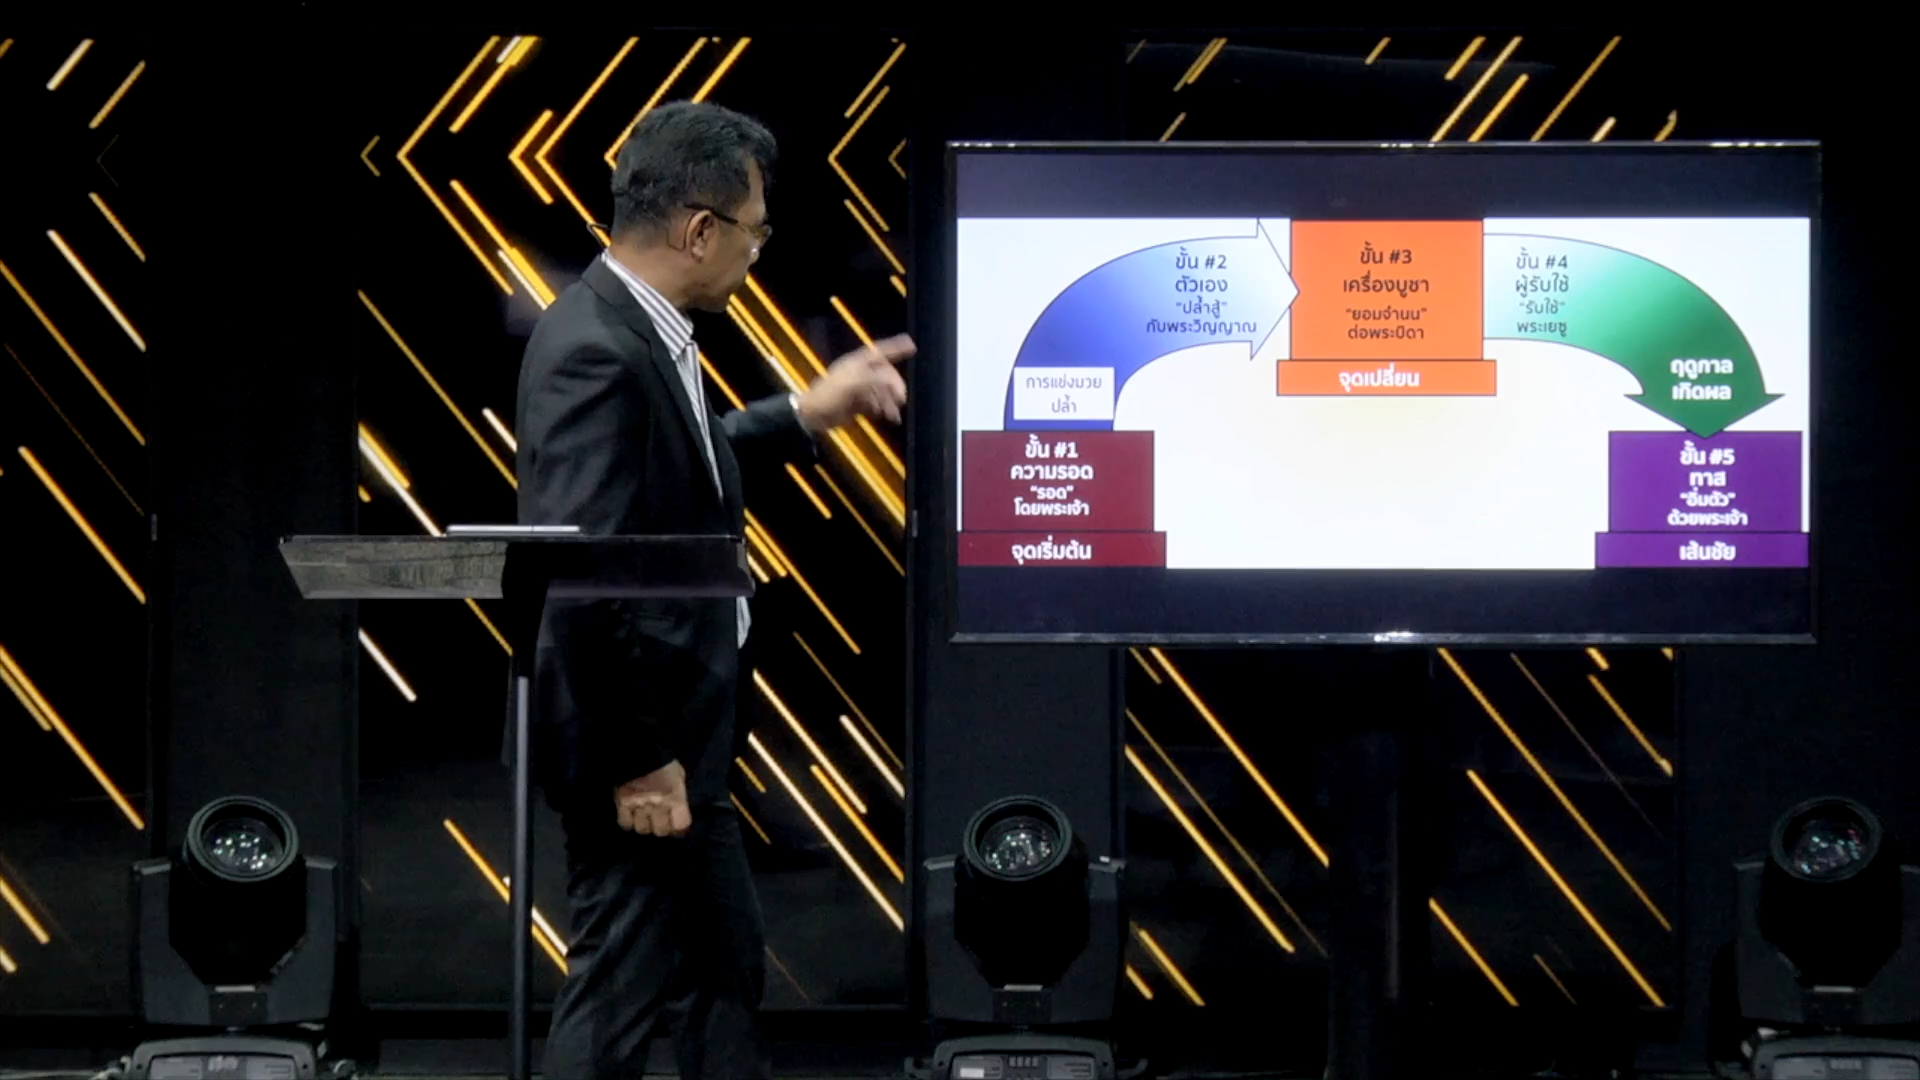 ขั้น #1
ความรอด
"รอด"
โดยพระเจ้า
จุดเริ่มต้น
การแข่งมวย
ปล้ำ
ขั้น #2
ตัวเอง
"ปล้ำสู้"
กับพระวิญญาณ
ขั้น #3
เครื่องบูชา
"ยอมจำนน"
ต่อพระบิดา
จุดเปลี่ยน
ขั้น #4
ผู้รับใช้
"รับใช้"
พระเยซู
ฤดูกาล
เกิดผล
ขั้น #5
ทาส
"อิ่มตัว"
ด้วยพระเจ้า
เส้นชัย